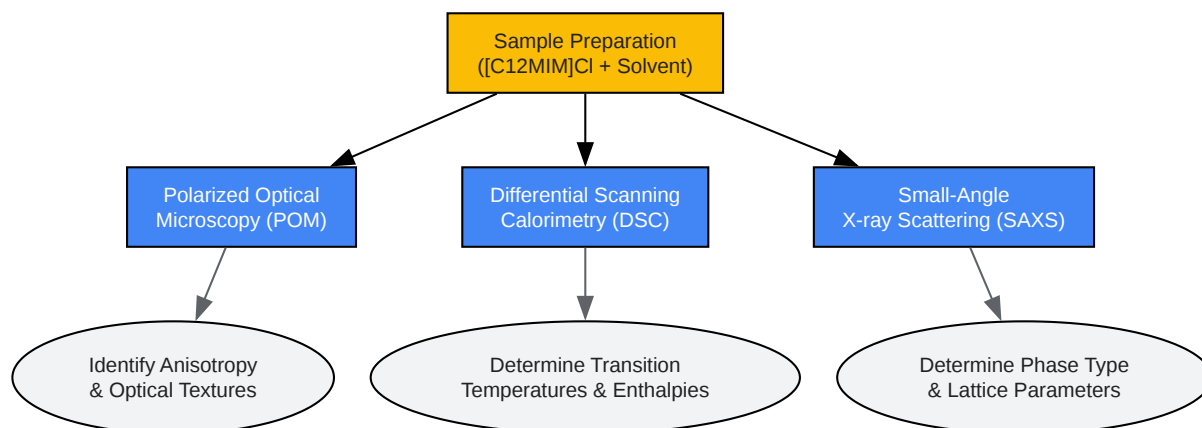 Sample Preparation
([C12MIM]Cl + Solvent)
Polarized Optical
Microscopy (POM)
Differential Scanning
Calorimetry (DSC)
Small-Angle
X-ray Scattering (SAXS)
Identify Anisotropy
& Optical Textures
Determine Transition
Temperatures & Enthalpies
Determine Phase Type
& Lattice Parameters